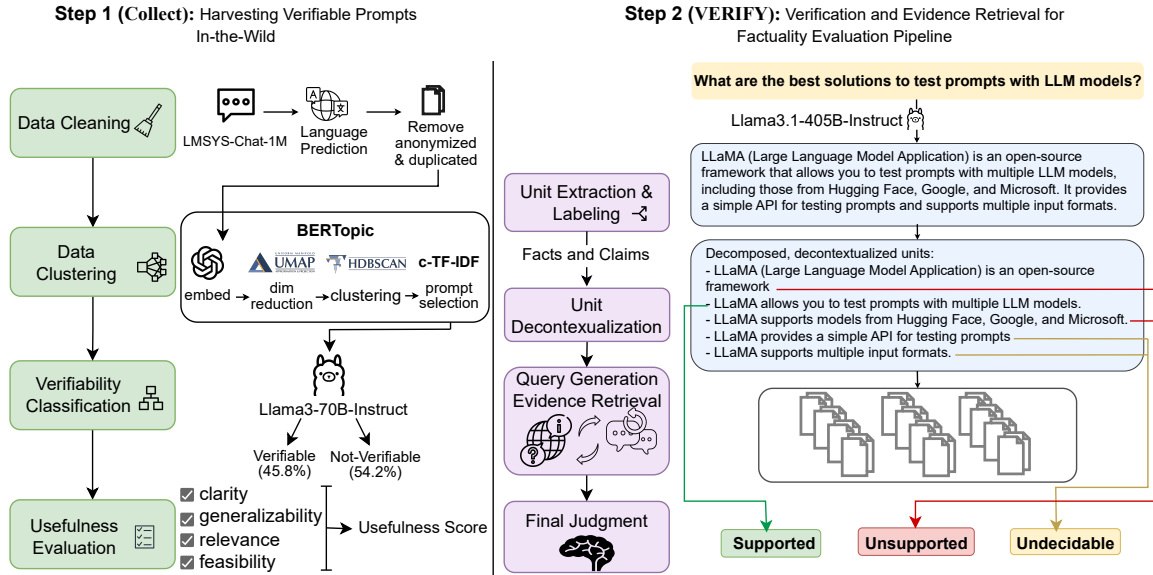 Step 1 (Collect): Harvesting Verifiable Prompts
In-the-Wild
Data Cleaning
LMSYS-Chat-1M
Language
Prediction
Remove
anonymized
& duplicated
Data
Clustering
BERTopic
UMAP
HDBSCAN
c-TF-IDF
embed
dim
reduction
clustering
prompt
selection
Verifiability
Classification
Llama3-70B-Instruct
Verifiable
(45.8%)
Not-Verifiable
(54.2%)
Usefulness
Evaluation
clarity
generalizability
relevance
feasibility
Usefulness Score
Step 2 (VERIFY): Verification and Evidence Retrieval for
Factuality Evaluation Pipeline
Unit Extraction &
Labeling
Facts and Claims
Unit
Decontexualization
Query Generation
Evidence Retrieval
Final Judgment
What are the best solutions to test prompts with LLM models?
Llama3.1-405B-Instruct
LLaMA (Large Language Model Application) is an open-source
framework that allows you to test prompts with multiple LLM models,
including those from Hugging Face, Google, and Microsoft. It provides
a simple API for testing prompts and supports multiple input formats.
Decomposed, decontextualized units:
- LLaMA (Large Language Model Application) is an open-source
framework
- LLaMA allows you to test prompts with multiple LLM models.
- LLaMA supports models from Hugging Face, Google, and Microsoft.
- LLaMA provides a simple API for testing prompts
- LLaMA supports multiple input formats.
Supported
Unsupported
Undecidable